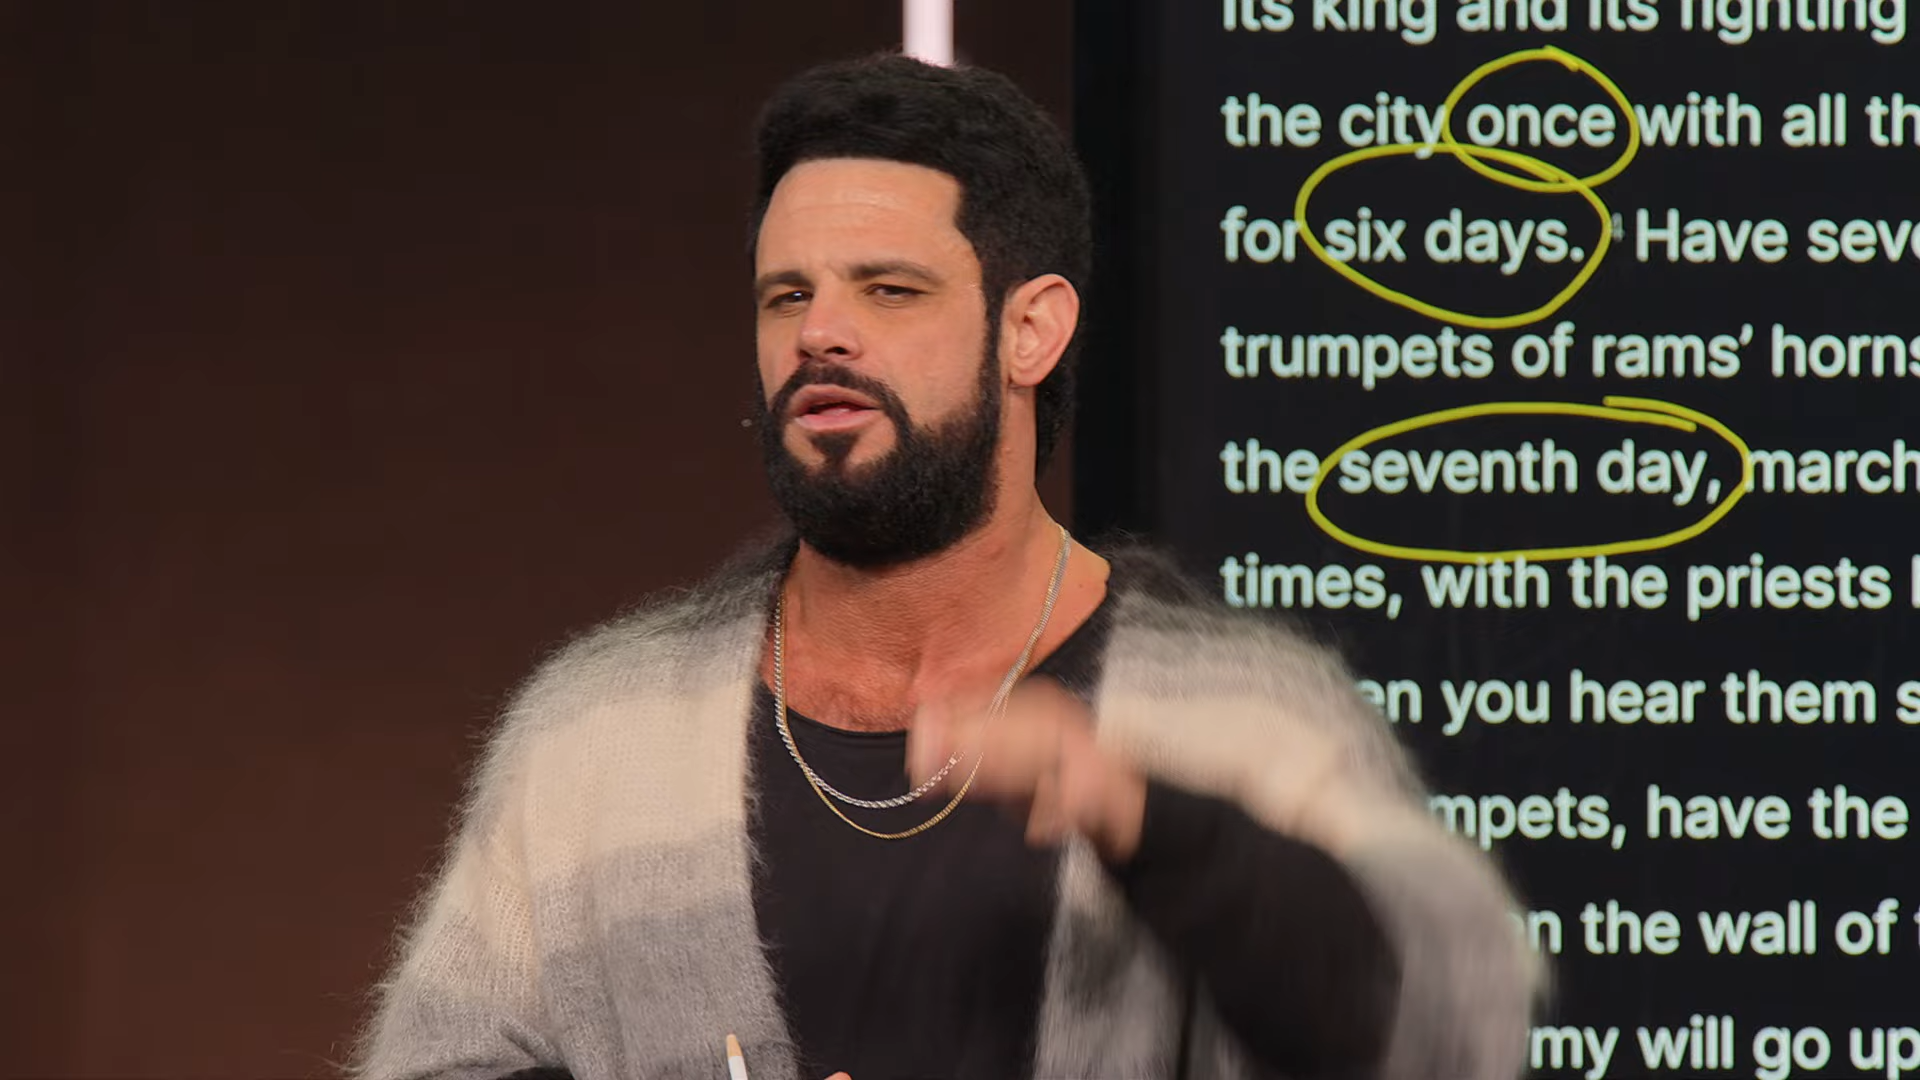 its king and its fighting
the city once with all th
for six days. 4 Have seve
trumpets of rams’ horns
the seventh day, march
times, with the priests
en you hear them s
mpets, have the
n the wall of
my will go up